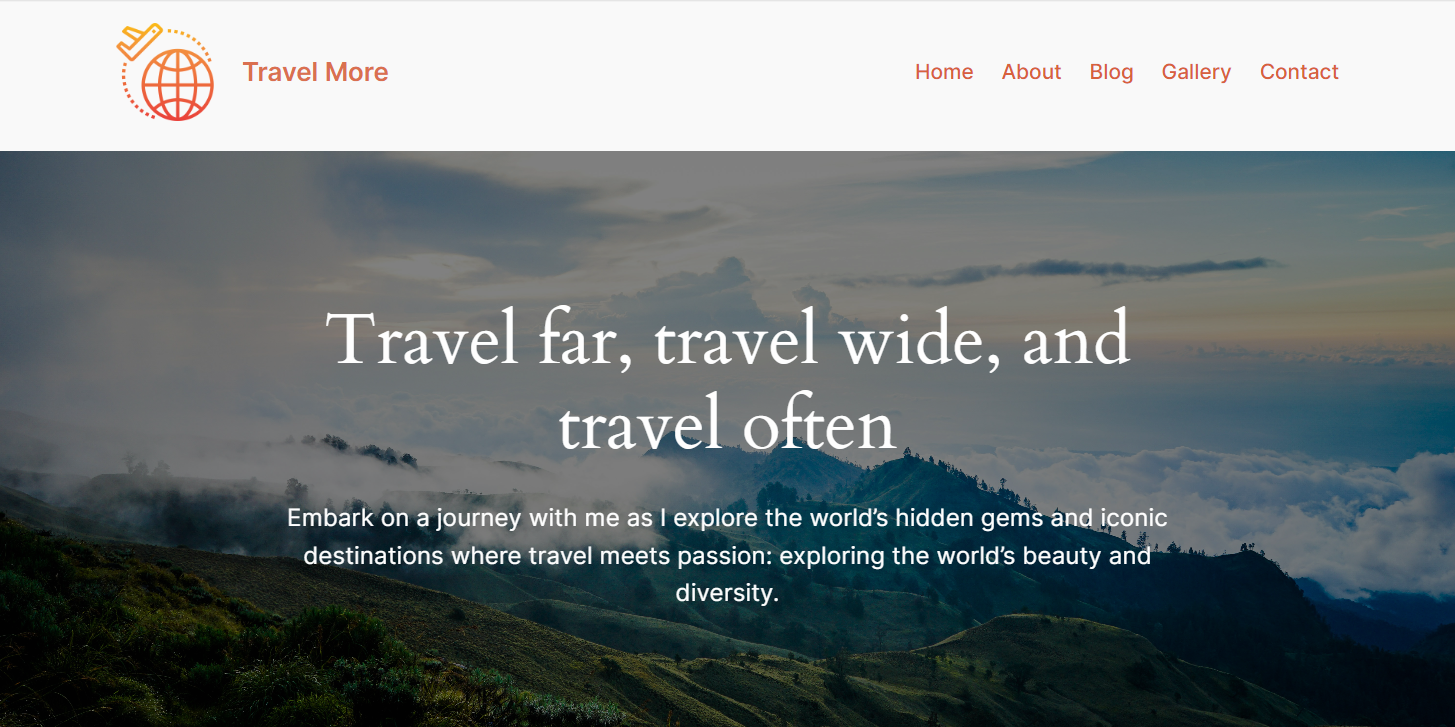 Travel More
Home About Blog Gallery Contact
Travel far, travel wide, and
travel often
Embark on a journey with me as I explore the world’s hidden gems and iconic
destinations where travel meets passion: exploring the world’s beauty and
diversity.